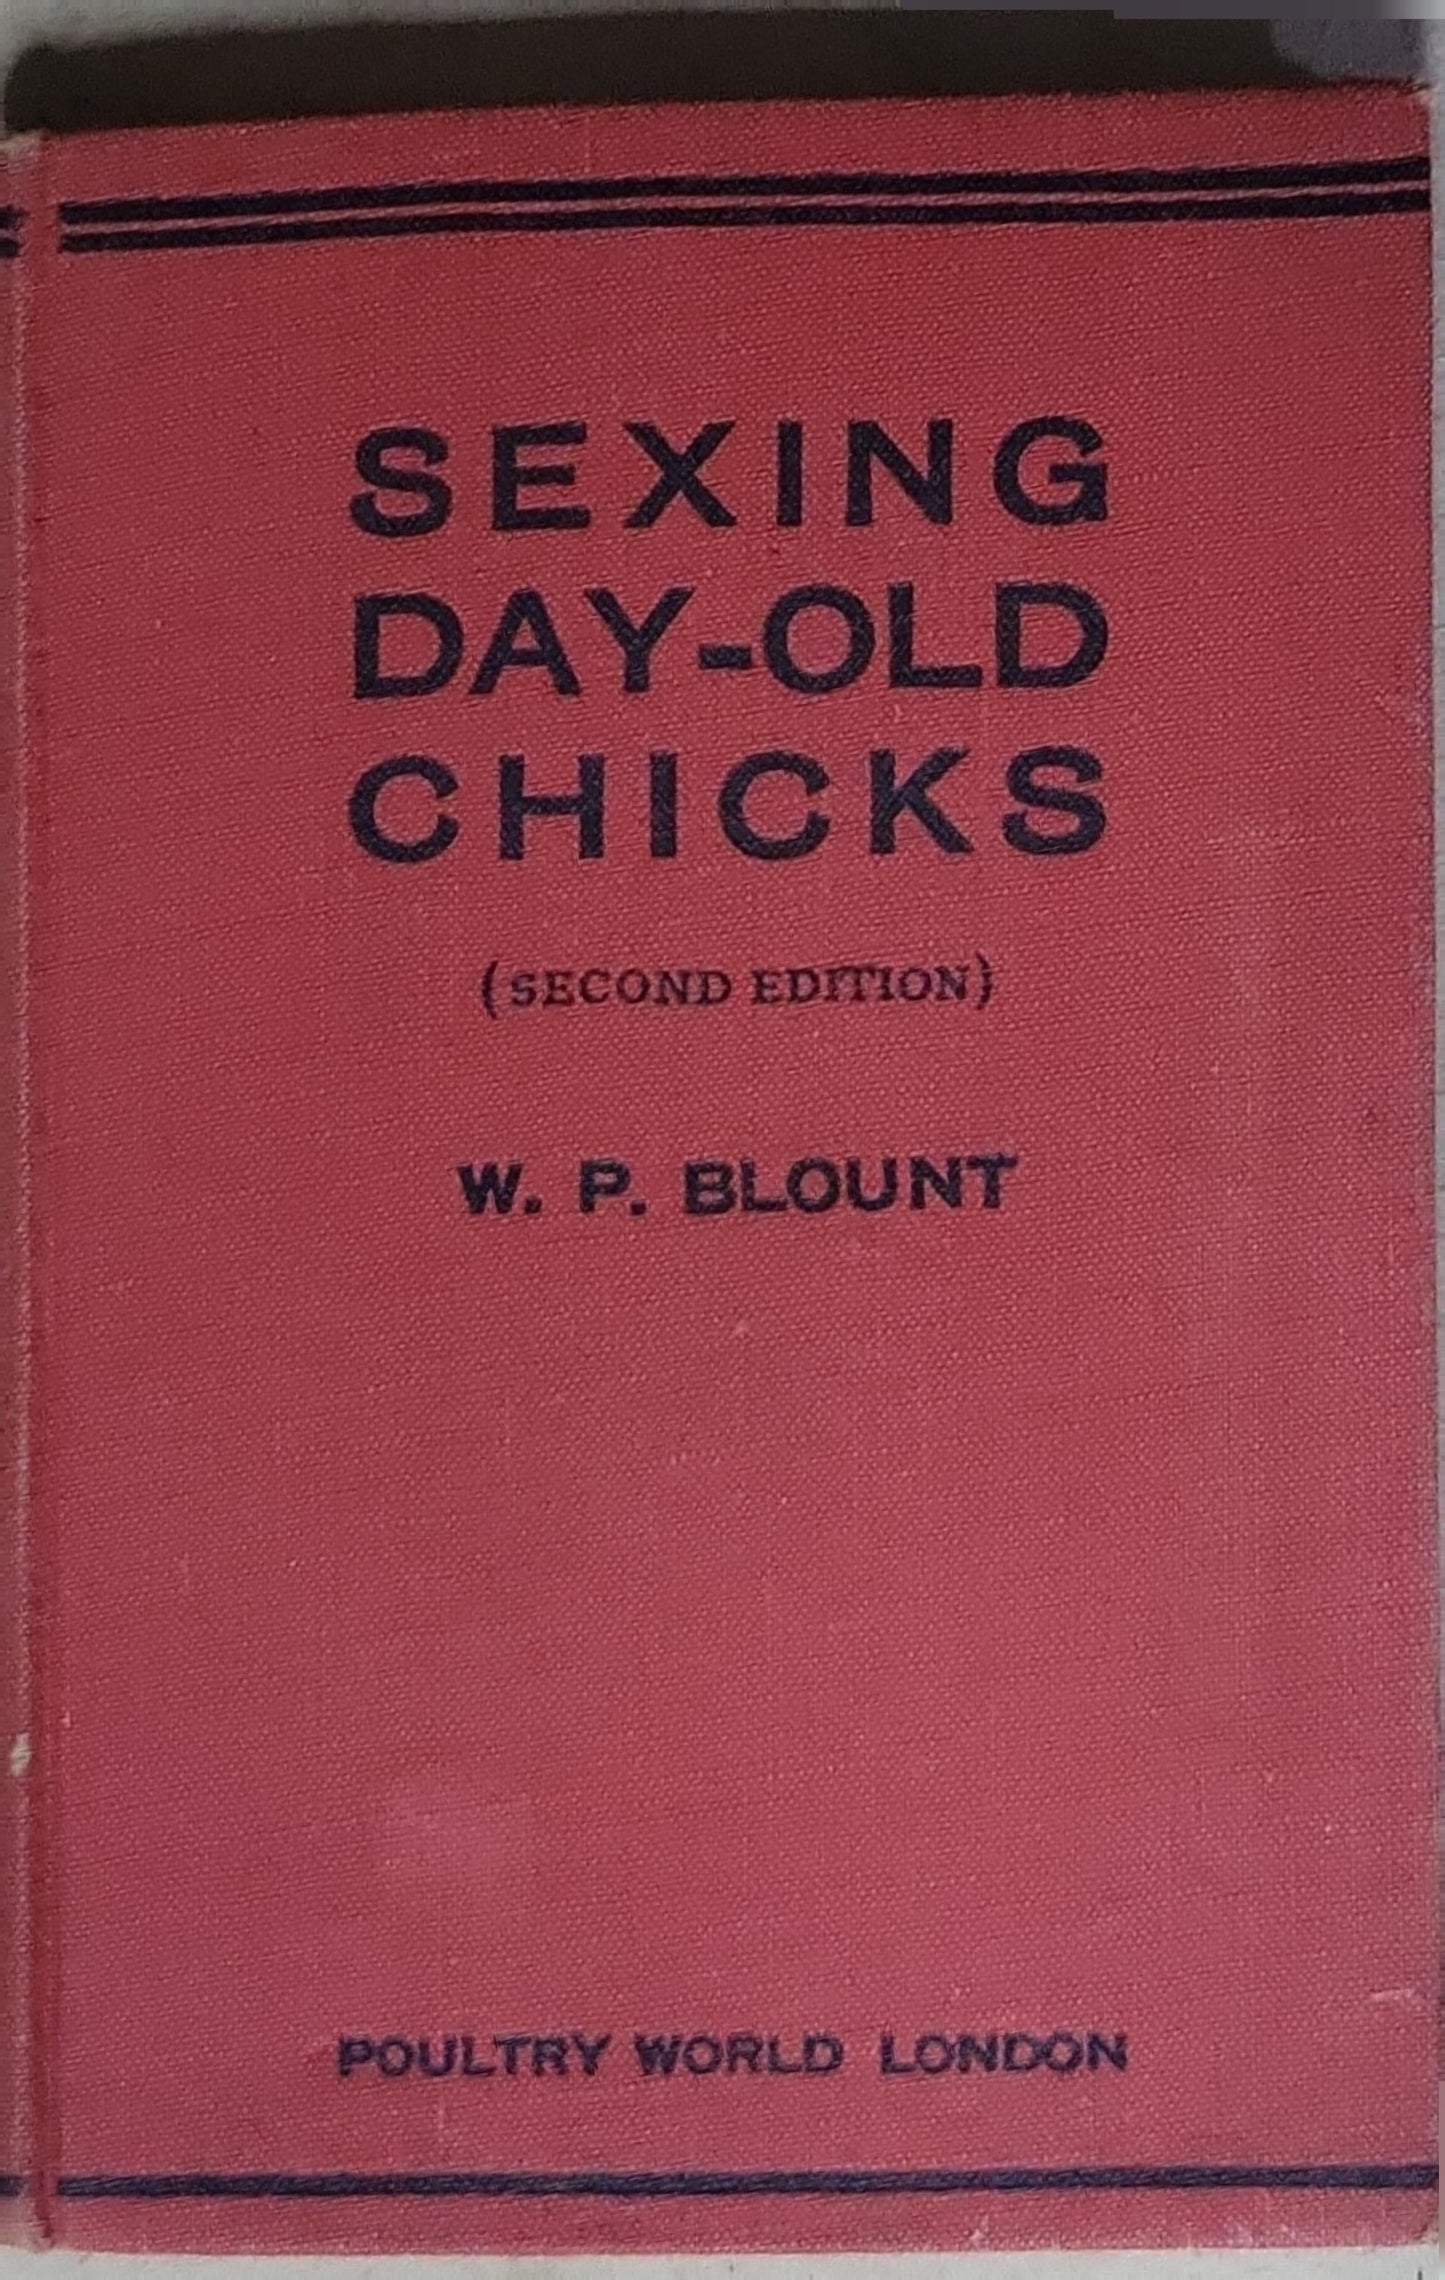 SEXING
DAY-OLD
CHICKS
(SECOND EDITION)
W. P. BLOUNT
POULTRY WORLD LONDON